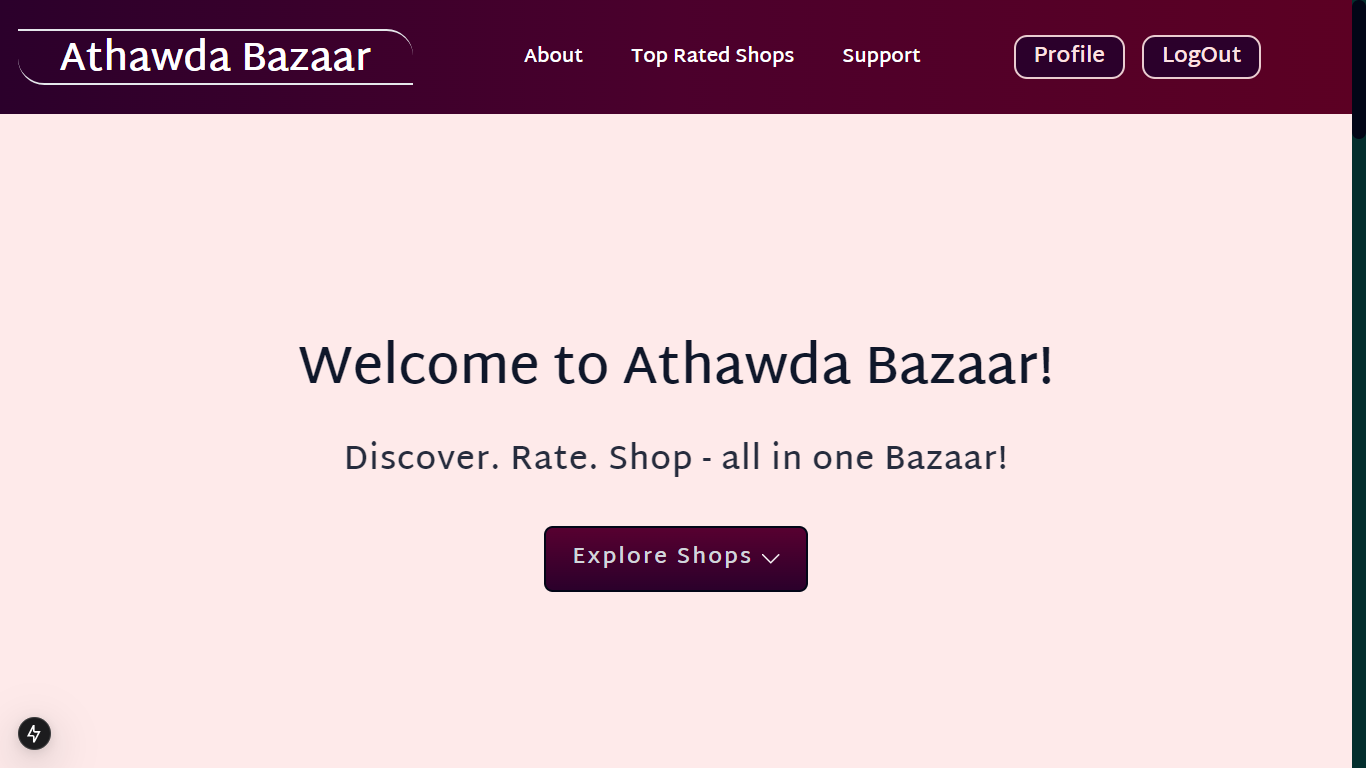 Athawda Bazaar
About
Top Rated Shops
Support
Profile
LogOut
Welcome to Athawda Bazaar!
Discover. Rate. Shop - all in one Bazaar!
Explore Shops